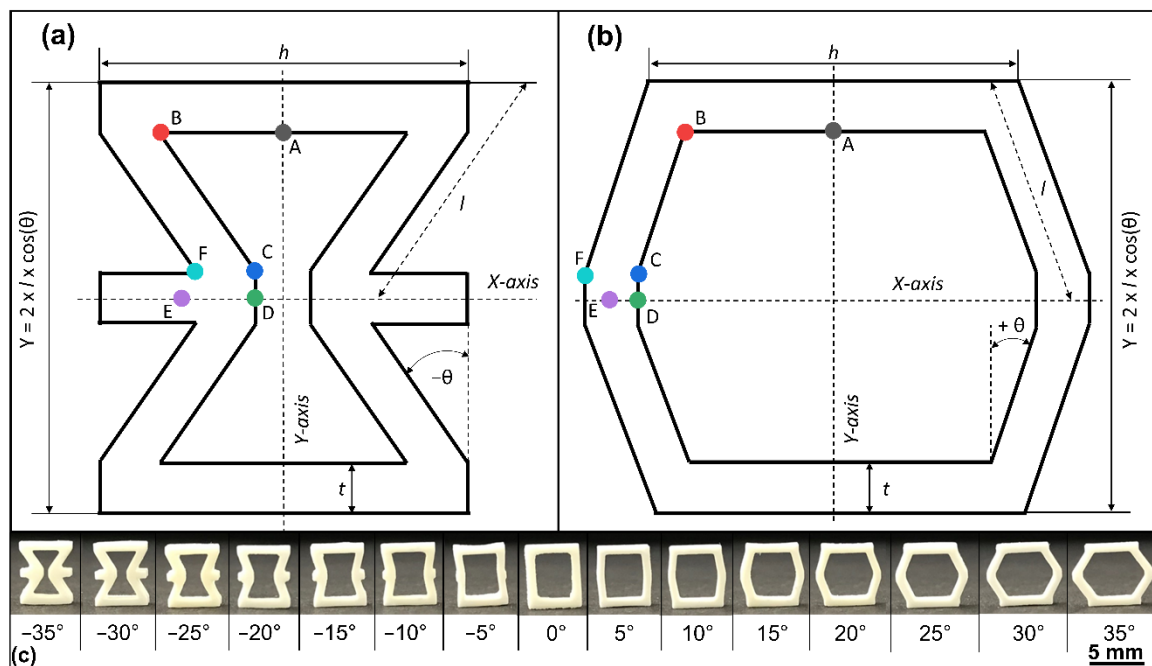 (a)
h
B
A
l
F
C
X-axis
E
D
Y = 2 x l x cos(θ)
−θ
Y-axis
t
(b)
h
B
A
l
F
C
X-axis
E
D
+ θ
Y = 2 x l x cos(θ)
Y-axis
t
−35° −30° −25° −20° −15° −10° −5° 0° 5° 10° 15° 20° 25° 30° 35°
(c) 5 mm